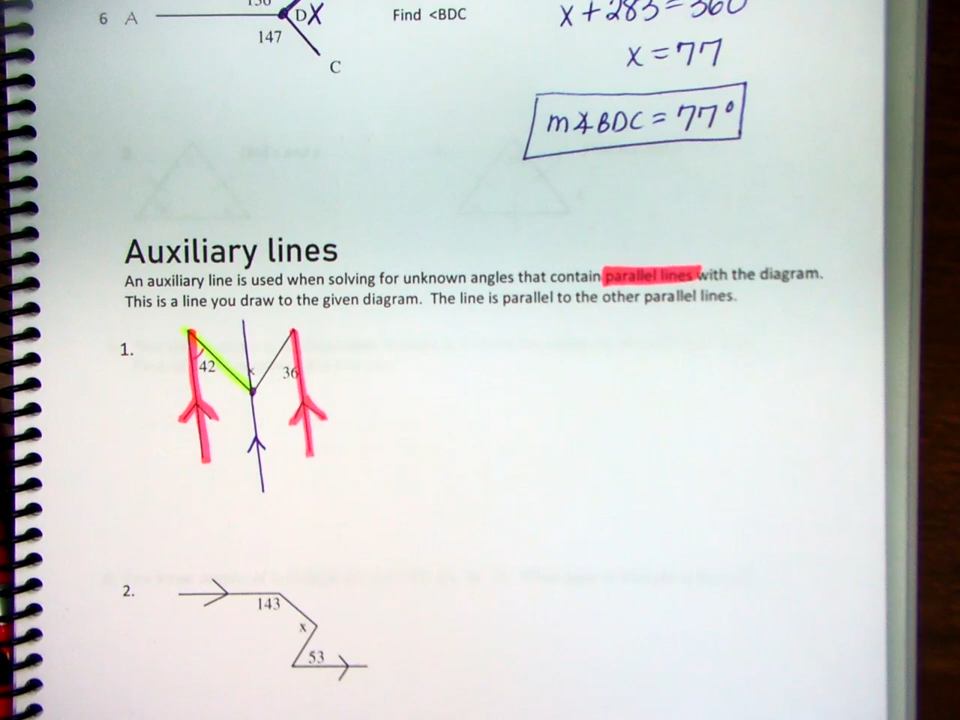 6 A D X Find <BDC x + 283 = 360
147
C
x = 77
m∡BDC = 77°
Auxiliary lines
An auxiliary line is used when solving for unknown angles that contain parallel lines with the diagram.
This is a line you draw to the given diagram. The line is parallel to the other parallel lines.
1.
42 x 36
2.
143
x
53